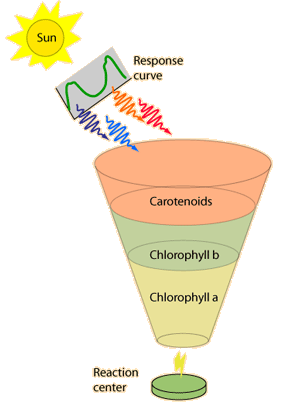 Sun
Response
curve
Carotenoids
Chlorophyll b
Chlorophyll a
Reaction
center